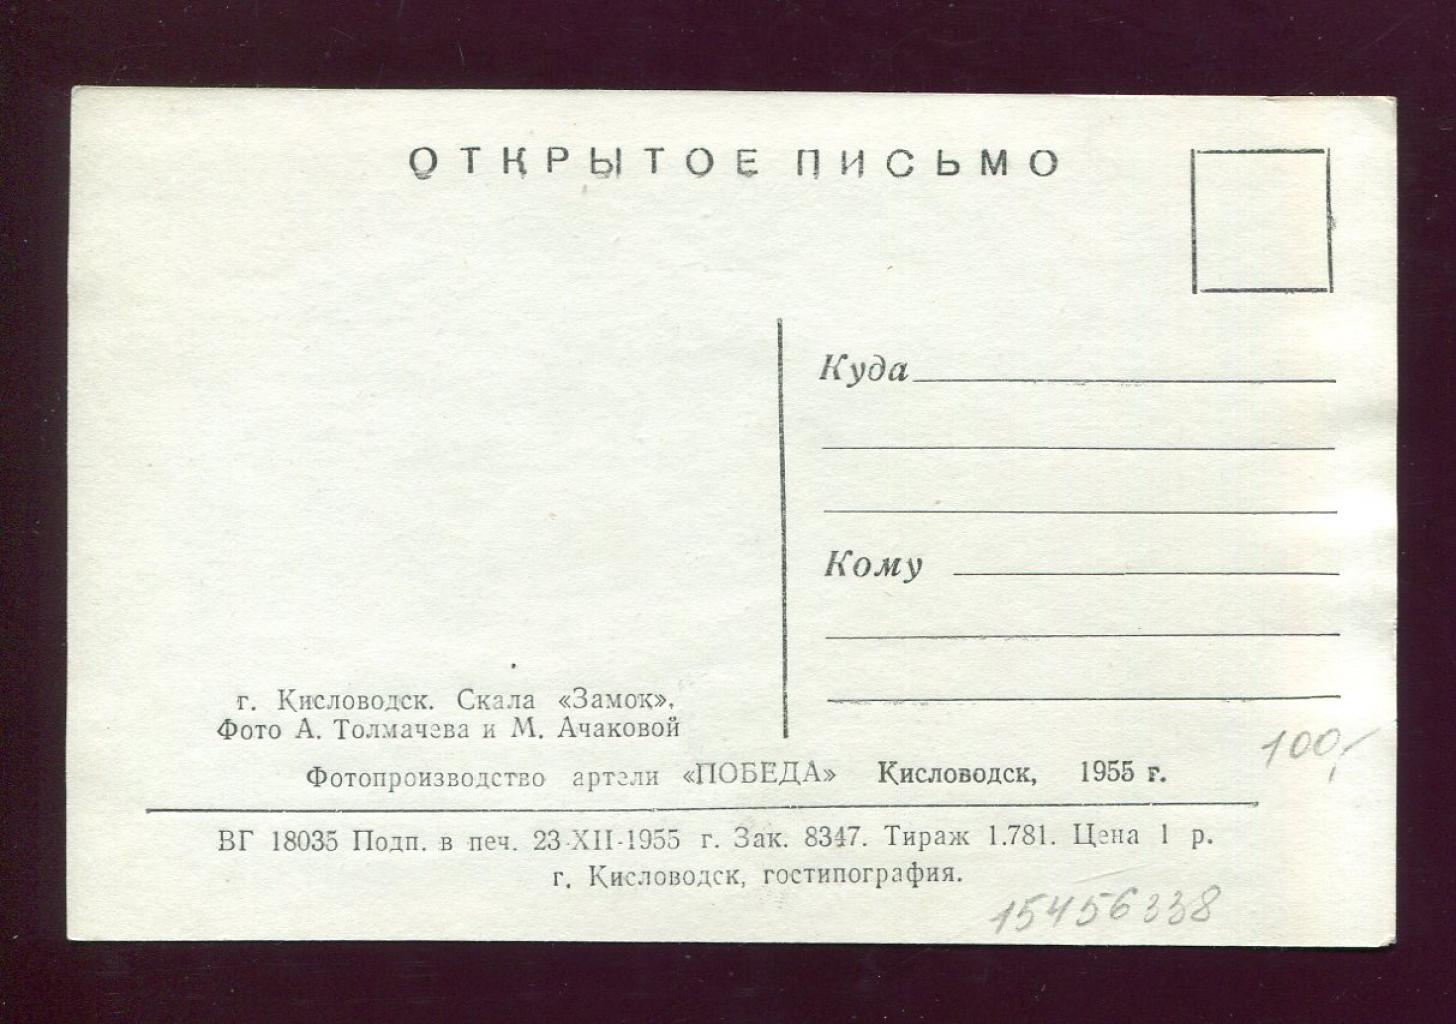 ОТКРЫТОЕ ПИСЬМО
Куда
Кому
г. Кисловодск. Скала «Замок».
Фото А. Толмачева и М. Ачаковой
Фотопроизводство артели «ПОБЕДА» Кисловодск, 1955 г.
ВГ 18035 Подп. в печ. 23-XII-1955 г. Зак. 8347. Тираж 1.781. Цена 1 р.
г. Кисловодск, гостипография.
100,-
15456338